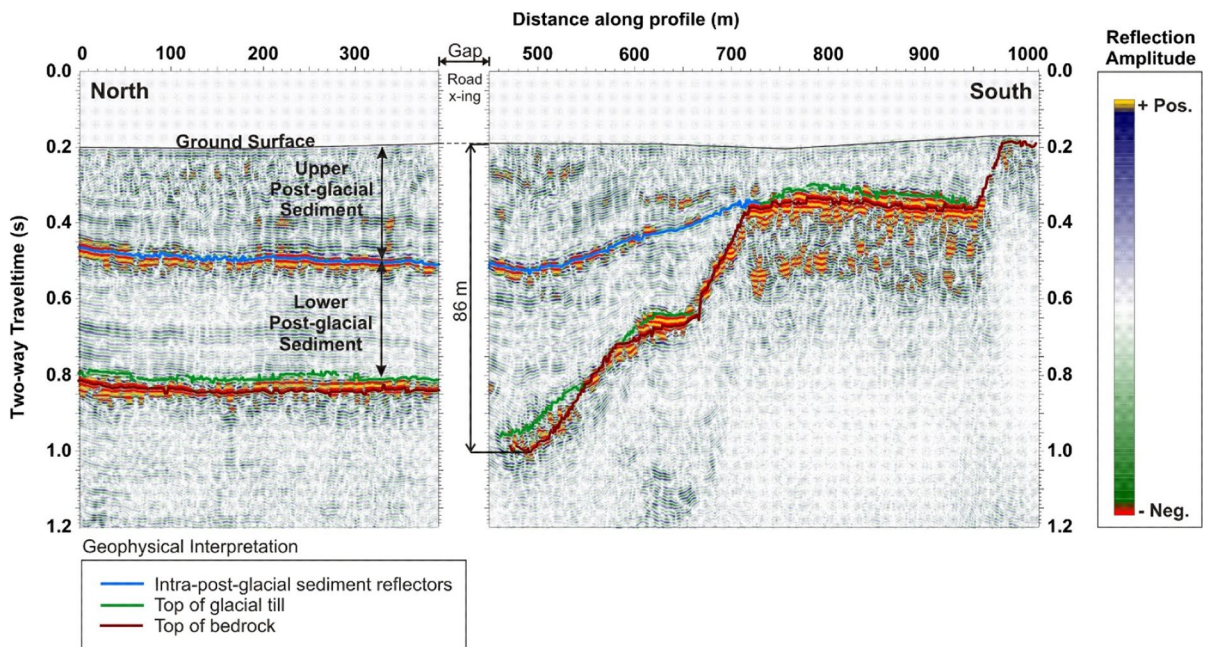 Distance along profile (m)
0 100 200 300 Gap 500 600 700 800 900 1000
Road
x-ing
North
South
Ground Surface
Upper
Post-glacial
Sediment
Lower
Post-glacial
Sediment
86 m
Two-way Traveltime (s)
0.0
0.2
0.4
0.6
0.8
1.0
1.2
0.0
0.2
0.4
0.6
0.8
1.0
1.2
Reflection
Amplitude
+ Pos.
- Neg.
Geophysical Interpretation
Intra-post-glacial sediment reflectors
Top of glacial till
Top of bedrock